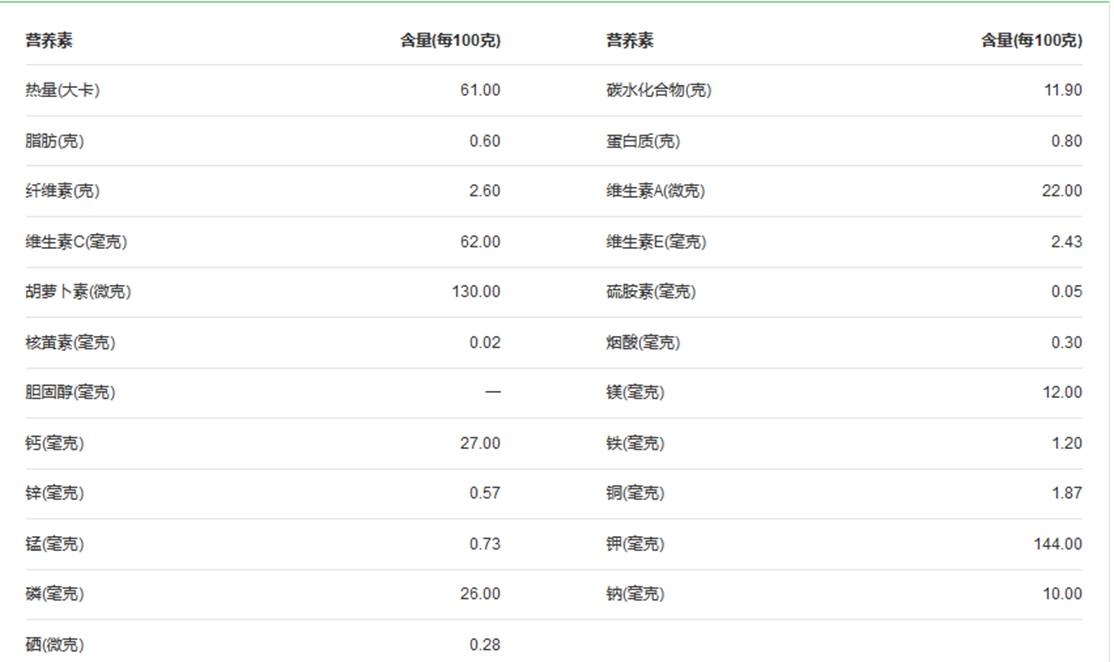 营养素 含量(每100克) 营养素 含量(每100克)
热量(大卡) 61.00 碳水化合物(克) 11.90
脂肪(克) 0.60 蛋白质(克) 0.80
纤维素(克) 2.60 维生素A(微克) 22.00
维生素C(毫克) 62.00 维生素E(毫克) 2.43
胡萝卜素(微克) 130.00 硫胺素(毫克) 0.05
核黄素(毫克) 0.02 烟酸(毫克) 0.30
胆固醇(毫克) — 镁(毫克) 12.00
钙(毫克) 27.00 铁(毫克) 1.20
锌(毫克) 0.57 铜(毫克) 1.87
锰(毫克) 0.73 钾(毫克) 144.00
磷(毫克) 26.00 钠(毫克) 10.00
硒(微克) 0.28